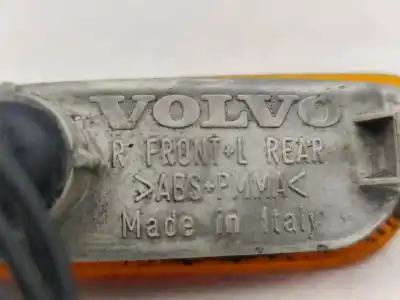 VOLVO
R FRONT+L REAR
>ABS+PMMA<
Made in Italy